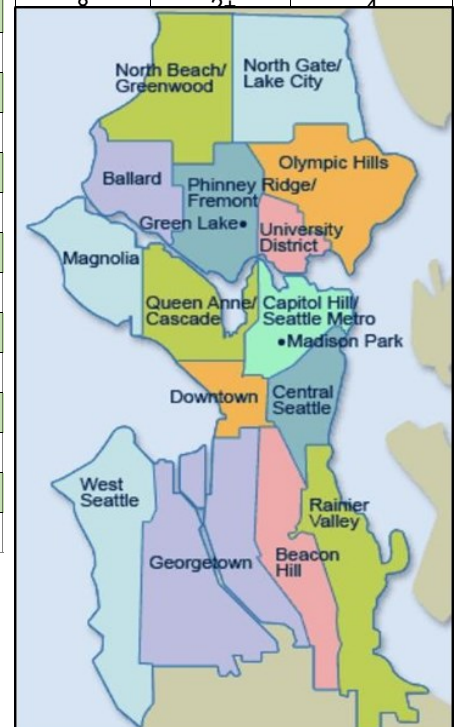 North Beach/
Greenwood
North Gate/
Lake City
Ballard
Phinney Ridge/
Fremont
Olympic Hills
Green Lake•
University
District
Magnolia
Queen Anne/
Cascade
Capitol Hill/
Seattle Metro
•Madison Park
Downtown
Central
Seattle
West
Seattle
Rainier
Valley
Georgetown
Beacon
Hill